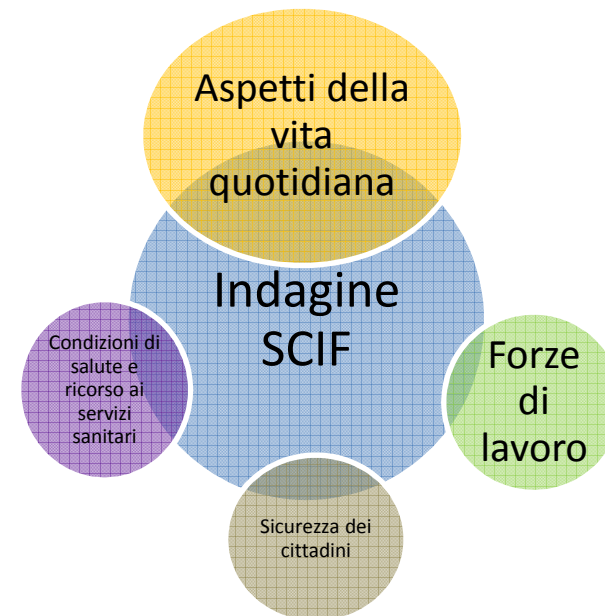 Aspetti della
vita
quotidiana
Indagine
SCIF
Condizioni di
salute e
ricorso ai
servizi
sanitari
Forze
di
lavoro
Sicurezza dei
cittadini